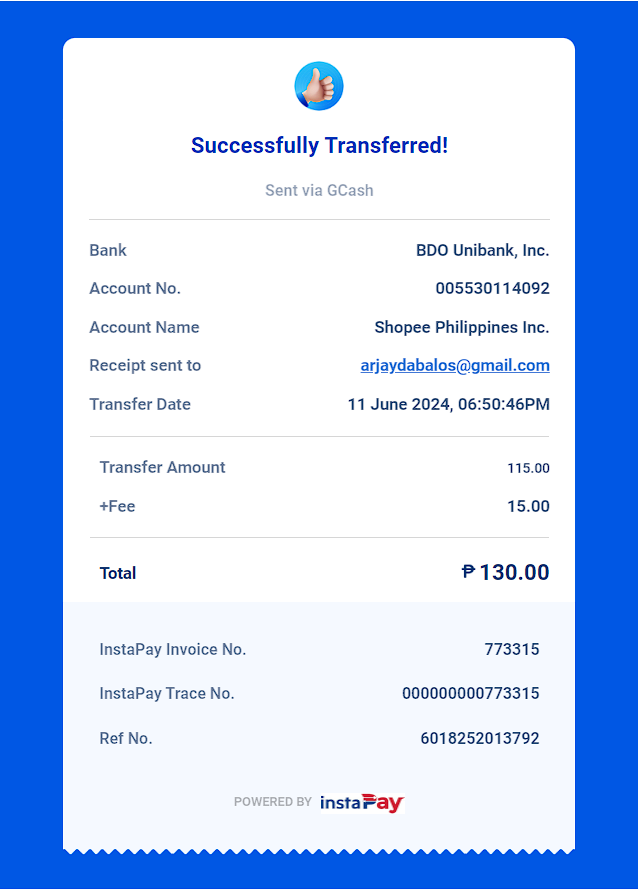 Successfully Transferred!
Sent via GCash
Bank BDO Unibank, Inc.
Account No. 005530114092
Account Name Shopee Philippines Inc.
Receipt sent to arjaydabalos@gmail.com
Transfer Date 11 June 2024, 06:50:46PM
Transfer Amount 115.00
+Fee 15.00
Total ₱ 130.00
InstaPay Invoice No. 773315
InstaPay Trace No. 000000000773315
Ref No. 6018252013792
POWERED BY instaPay